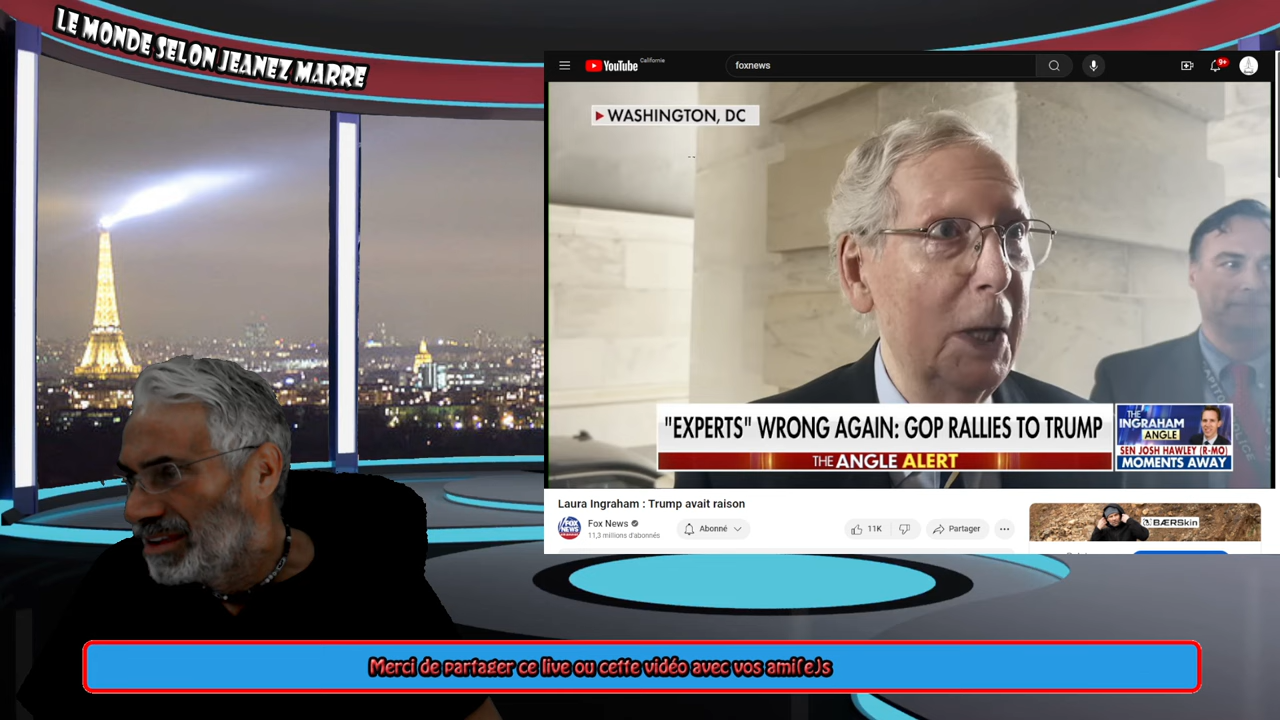 LE MONDE SELON JEANEZ MARRE
YouTube
Californie
foxnews
9+
WASHINGTON, DC
"EXPERTS" WRONG AGAIN: GOP RALLIES TO TRUMP
THE ANGLE ALERT
THE
INGRAHAM
ANGLE
SEN JOSH HAWLEY (R-MO)
MOMENTS AWAY
Laura Ingraham : Trump avait raison
Fox News
11,3 millions d'abonnés
Abonné
11K
Partager
BÆRSkin
Merci de partager ce live ou cette vidéo avec vos ami(e)s